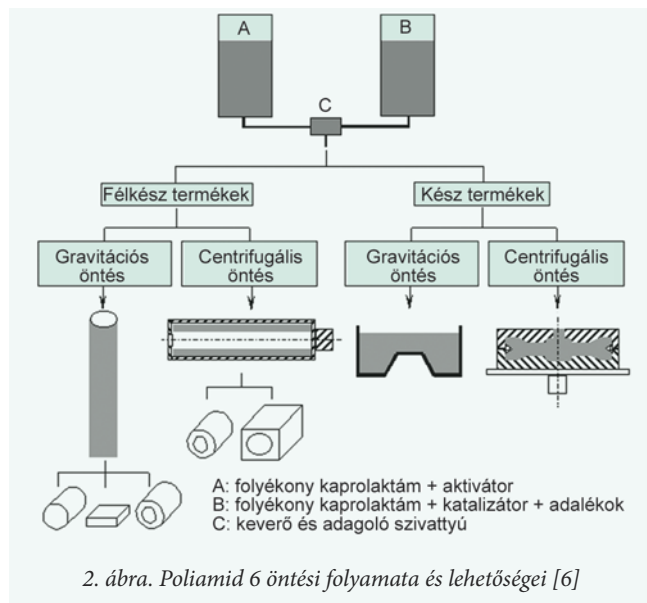 A
B
C
Félkész termékek
Kész termékek
Gravitációs
öntés
Centrifugális
öntés
Gravitációs
öntés
Centrifugális
öntés
A: folyékony kaprolaktám + aktivátor
B: folyékony kaprolaktám + katalizátor + adalékok
C: keverő és adagoló szivattyú
2. ábra. Poliamid 6 öntési folyamata és lehetőségei [6]